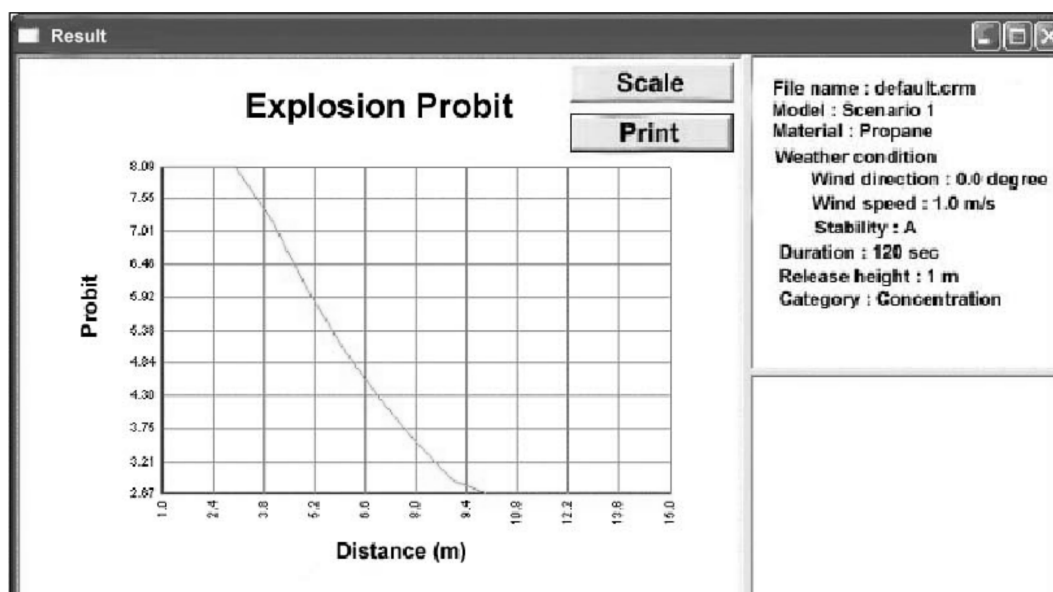 Result
Explosion Probit
Scale
Print
8.09
7.55
7.01
6.46
5.92
5.38
4.84
4.30
3.75
3.21
2.67
Probit
1.0
2.4
3.8
5.2
6.6
8.0
9.4
10.8
12.2
13.6
15.0
Distance (m)
File name : default.crm
Model : Scenario 1
Material : Propane
Weather condition
Wind direction : 0.0 degree
Wind speed : 1.0 m/s
Stability : A
Duration : 120 sec
Release height : 1 m
Category : Concentration